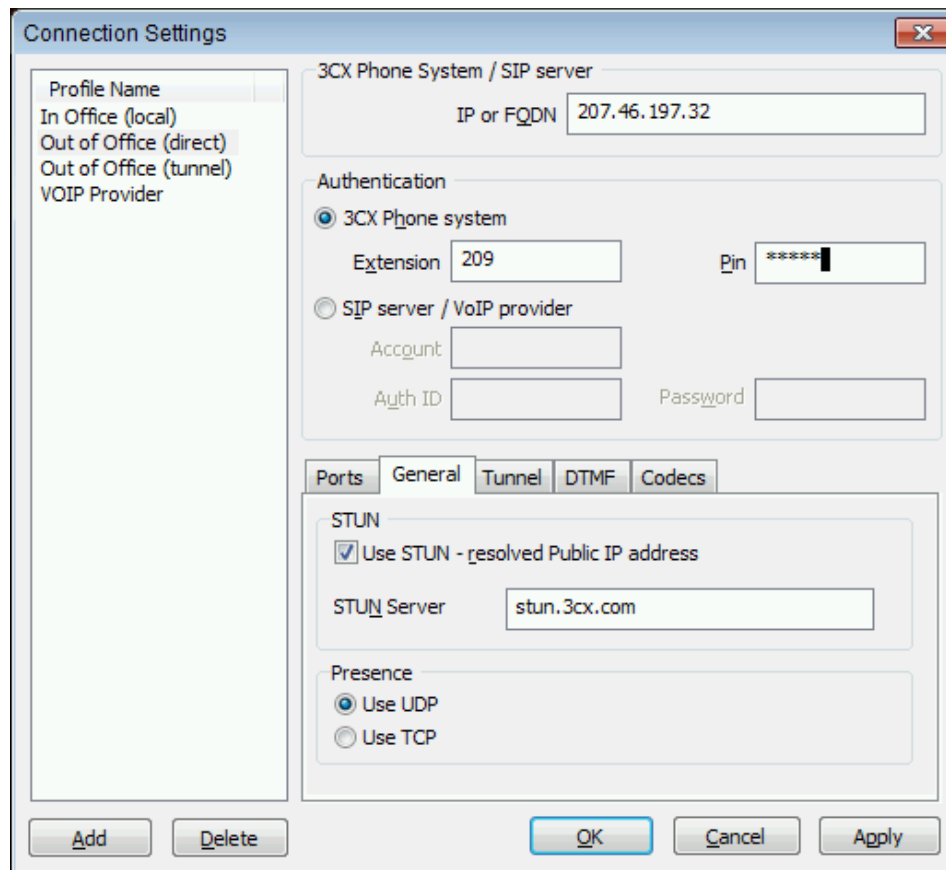 Connection Settings
Profile Name
In Office (local)
Out of Office (direct)
Out of Office (tunnel)
VOIP Provider
Add
Delete
3CX Phone System / SIP server
IP or FQDN 207.46.197.32
Authentication
3CX Phone system
Extension 209 Pin *****
SIP server / VoIP provider
Account
Auth ID Password
Ports General Tunnel DTMF Codecs
STUN
Use STUN - resolved Public IP address
STUN Server stun.3cx.com
Presence
Use UDP
Use TCP
OK Cancel Apply